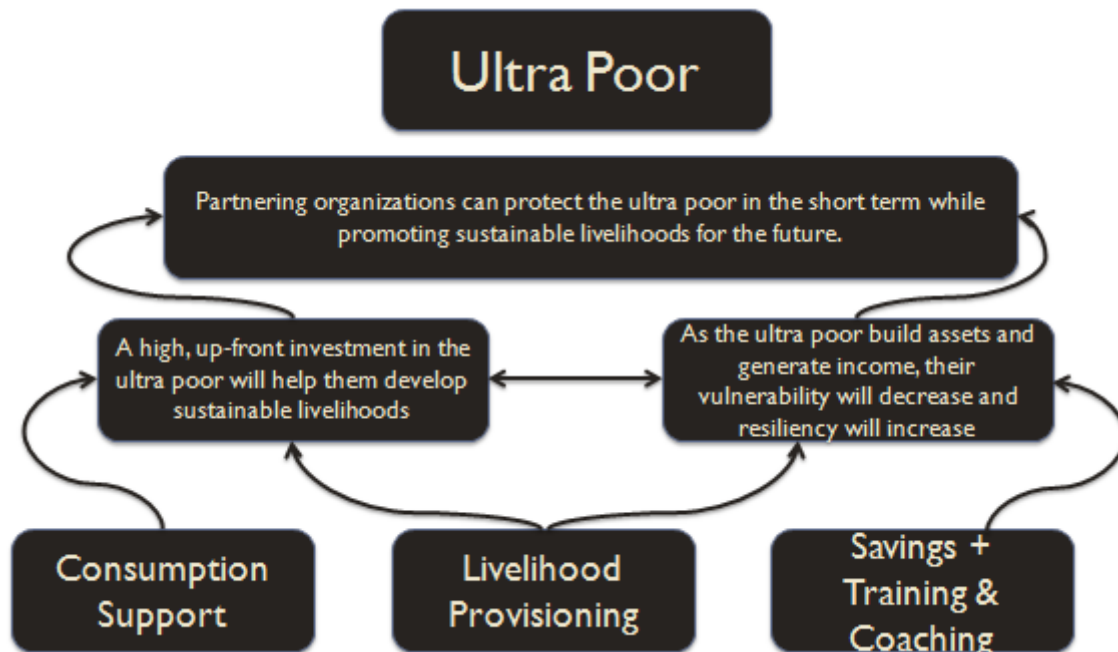 Ultra Poor
Partnering organizations can protect the ultra poor in the short term while
promoting sustainable livelihoods for the future.
A high, up-front investment in the
ultra poor will help them develop
sustainable livelihoods
As the ultra poor build assets and
generate income, their
vulnerability will decrease and
resiliency will increase
Consumption
Support
Livelihood
Provisioning
Savings +
Training &
Coaching